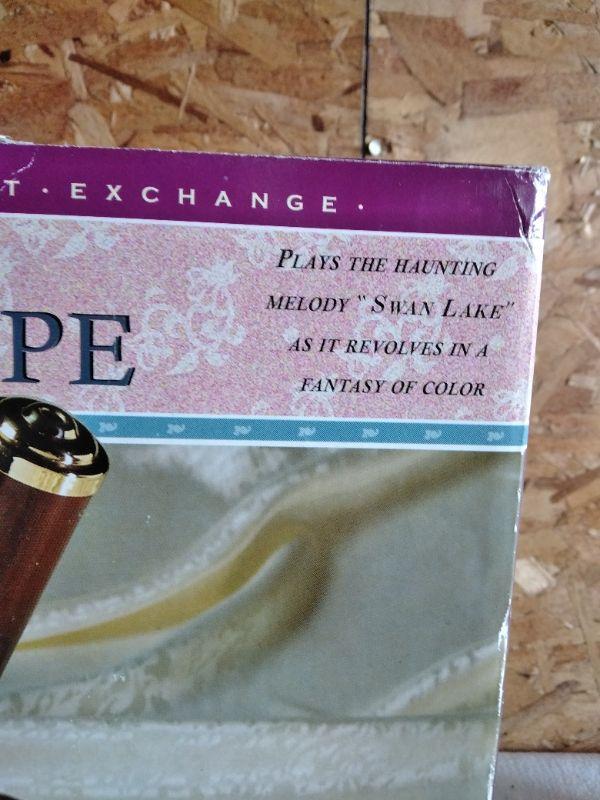 T · EXCHANGE ·
PLAYS THE HAUNTING
MELODY "SWAN LAKE"
AS IT REVOLVES IN A
FANTASY OF COLOR
PE